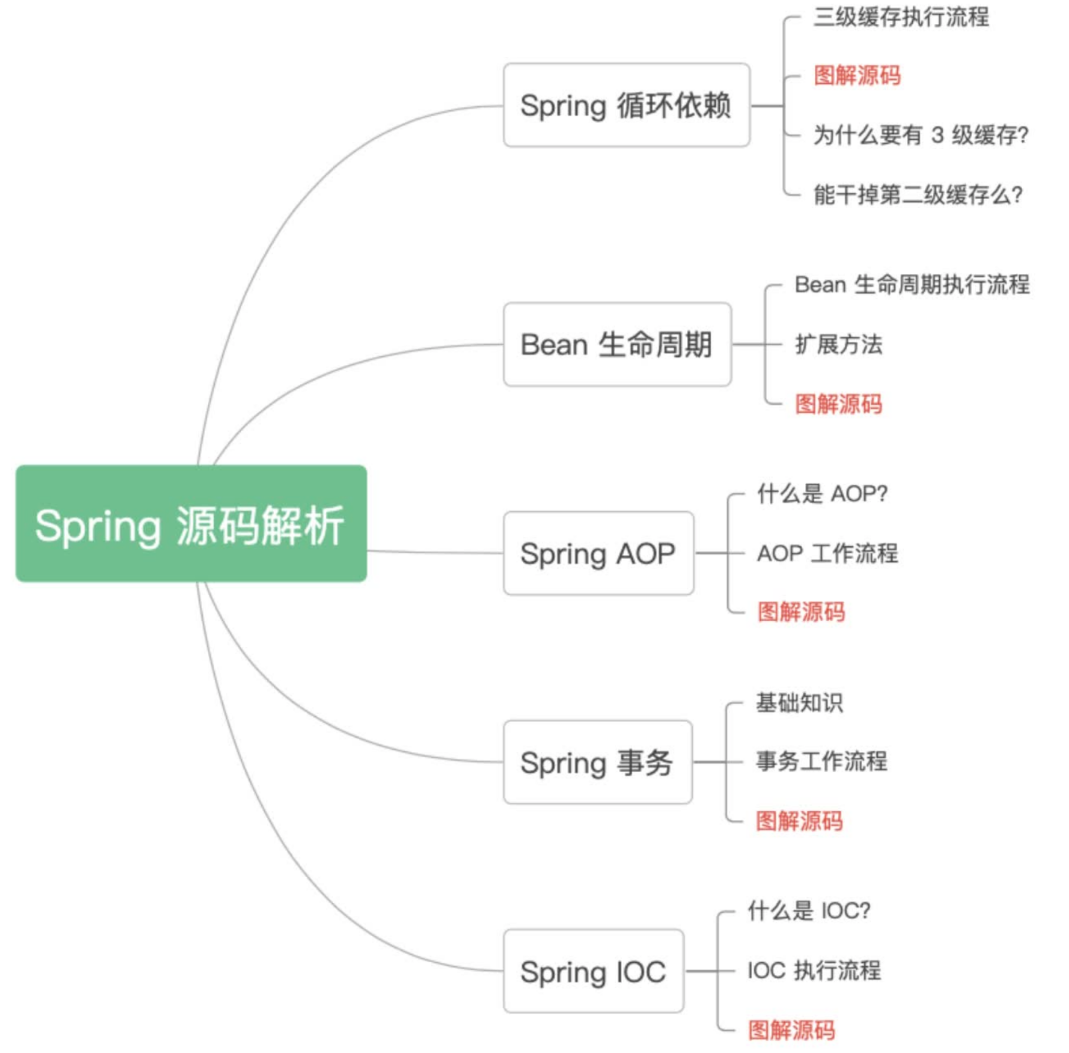 Spring 源码解析
Spring 循环依赖
三级缓存执行流程
图解源码
为什么要有 3 级缓存?
能干掉第二级缓存么?
Bean 生命周期
Bean 生命周期执行流程
扩展方法
图解源码
Spring AOP
什么是 AOP?
AOP 工作流程
图解源码
Spring 事务
基础知识
事务工作流程
图解源码
Spring IOC
什么是 IOC?
IOC 执行流程
图解源码